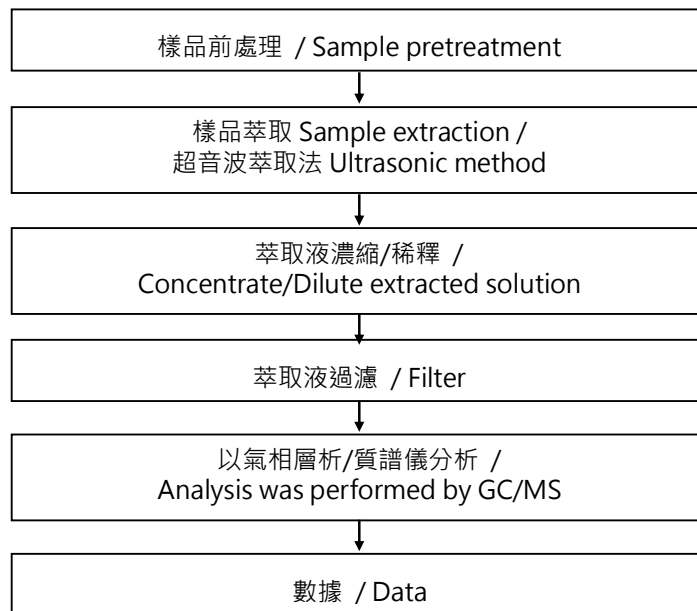 樣品前處理 / Sample pretreatment
樣品萃取 Sample extraction /
超音波萃取法 Ultrasonic method
萃取液濃縮/稀釋 /
Concentrate/Dilute extracted solution
萃取液過濾 / Filter
以氣相層析/質譜儀分析 /
Analysis was performed by GC/MS
數據 / Data